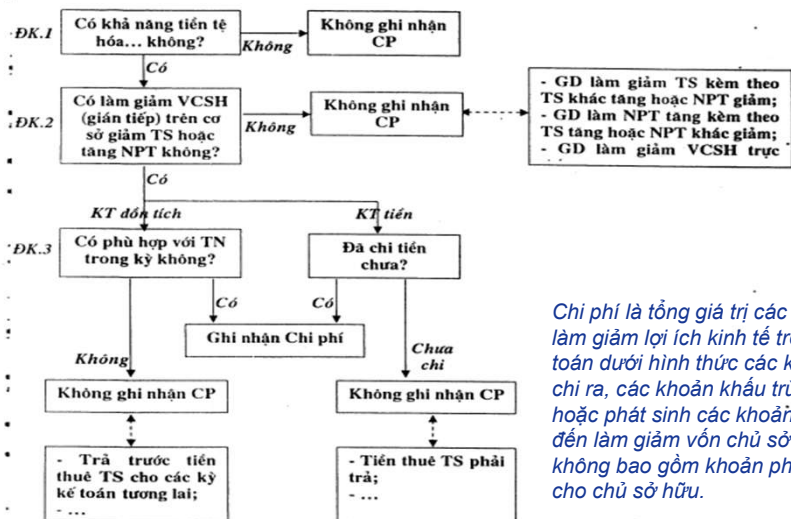 ĐK.1
Có khả năng tiền tệ
hóa... không?
Không
Không ghi nhận
CP
Có
ĐK.2
Có làm giảm VCSH
(gián tiếp) trên cơ
sở giảm TS hoặc
tăng NPT không?
Không
Không ghi nhận
CP
- GD làm giảm TS kèm theo
TS khác tăng hoặc NPT giảm;
- GD làm NPT tăng kèm theo
TS tăng hoặc NPT khác giảm;
- GD làm giảm VCSH trực
Có
KT dồn tích
KT tiền
ĐK.3
Có phù hợp với TN
trong kỳ không?
Đã chi tiền
chưa?
Có
Có
Ghi nhận Chi phí
Không
Chưa
chi
Không ghi nhận CP
Không ghi nhận CP
- Trả trước tiền
thuê TS cho các kỳ
kế toán tương lai;
- ...
- Tiền thuê TS phải
trả;
- ...
Chi phí là tổng giá trị các
làm giảm lợi ích kinh tế
toán dưới hình thức các
chi ra, các khoản khấu
hoặc phát sinh các khoản
đến làm giảm vốn chủ sở
không bao gồm khoản
cho chủ sở hữu.